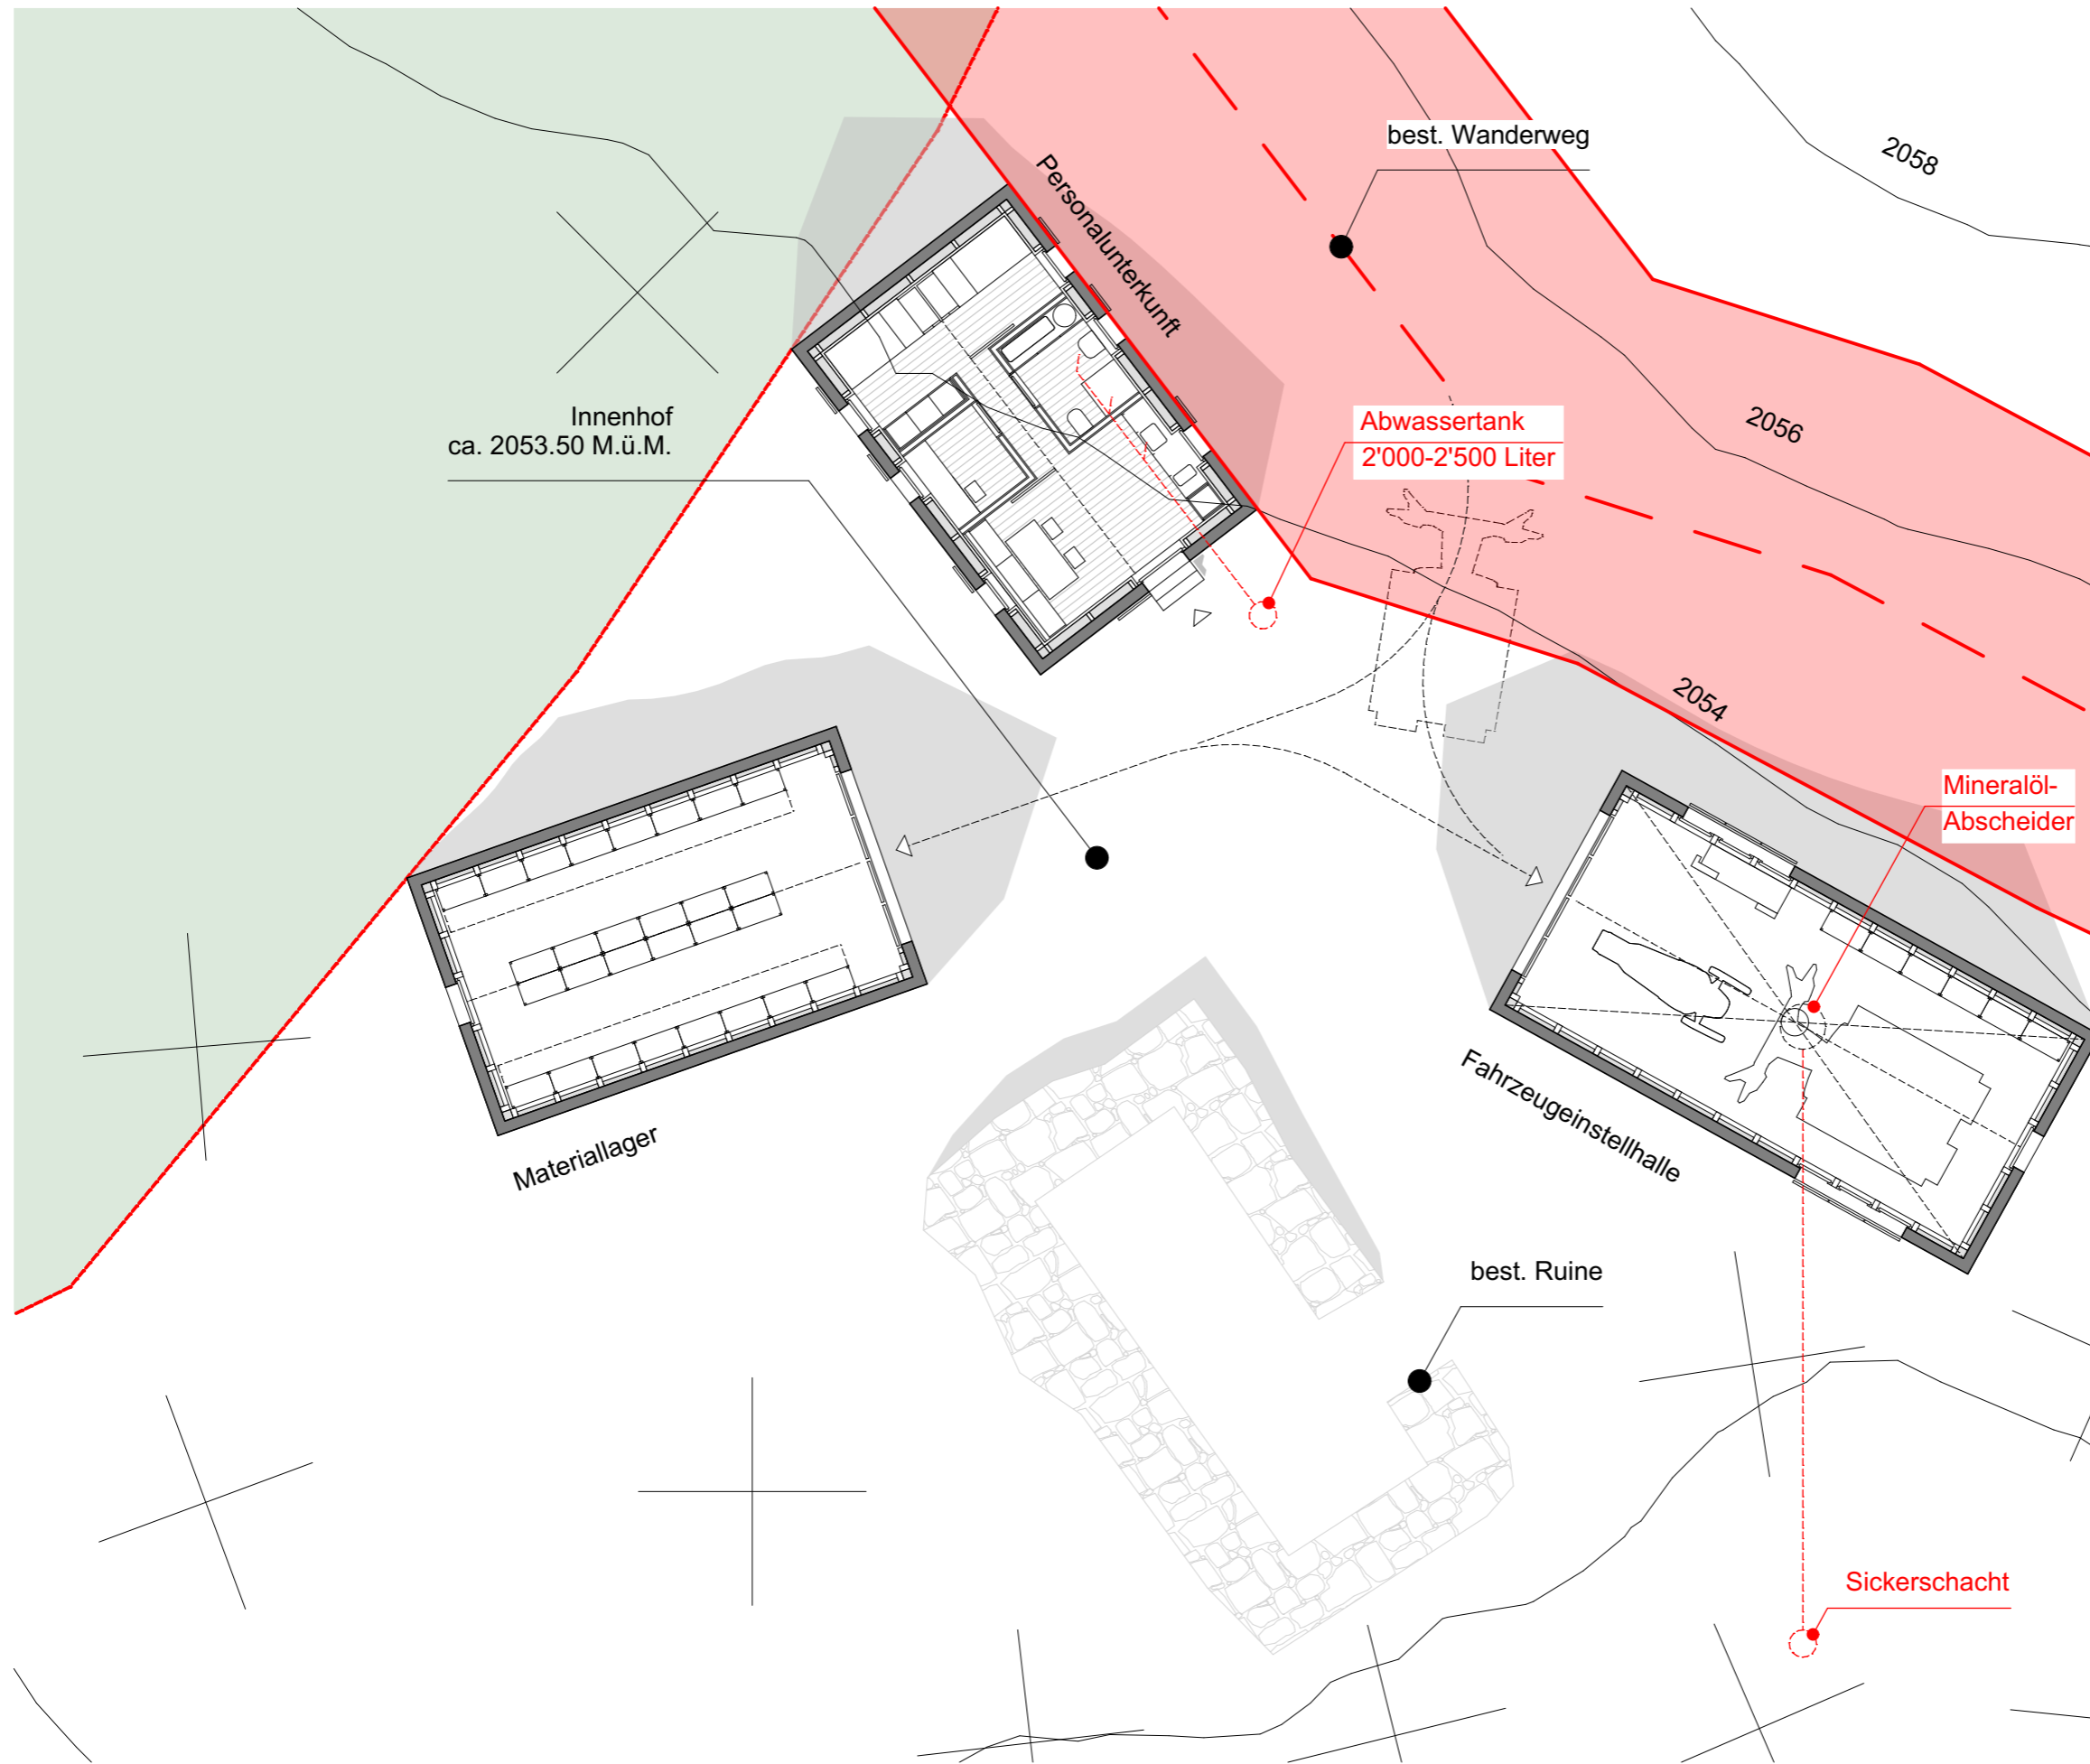 best. Wanderweg
2058
Personalunterkunft
Innenhof
ca. 2053.50 M.ü.M.
Abwassertank
2'000-2'500 Liter
2056
2054
Mineralöl-
Abscheider
Fahrzeugeinstellhalle
Materiallager
best. Ruine
Sickerschacht